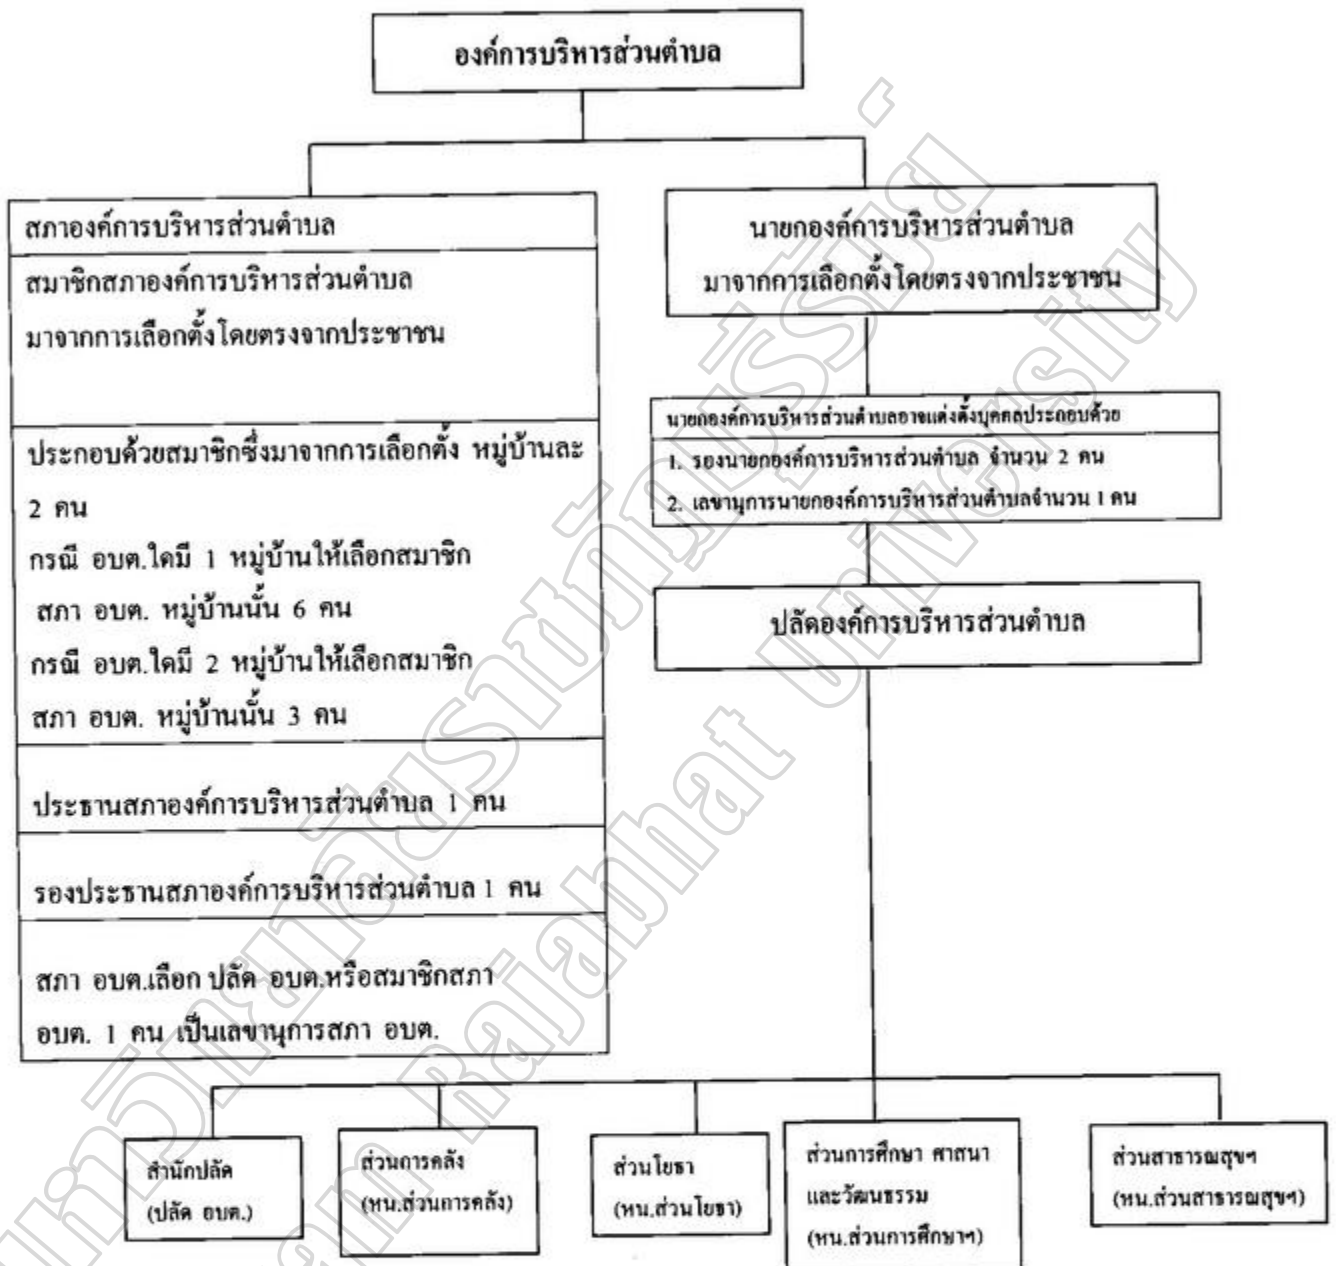 องค์การบริหารส่วนตำบล
สภาองค์การบริหารส่วนตำบล
สมาชิกสภาองค์การบริหารส่วนตำบล
มาจากการเลือกตั้งโดยตรงจากประชาชน
ประกอบด้วยสมาชิกซึ่งมาจากการเลือกตั้ง หมู่บ้านละ
2 คน
กรณี อบต.ใดมี 1 หมู่บ้านให้เลือกสมาชิก
สภา อบต. หมู่บ้านนั้น 6 คน
กรณี อบต.ใดมี 2 หมู่บ้านให้เลือกสมาชิก
สภา อบต. หมู่บ้านนั้น 3 คน
ประธานสภาองค์การบริหารส่วนตำบล 1 คน
รองประธานสภาองค์การบริหารส่วนตำบล 1 คน
สภา อบต.เลือก ปลัด อบต.หรือสมาชิกสภา
อบต. 1 คน เป็นเลขานุการสภา อบต.
นายกองค์การบริหารส่วนตำบล
มาจากการเลือกตั้งโดยตรงจากประชาชน
นายกองค์การบริหารส่วนตำบลอาจแต่งตั้งบุคคลประกอบด้วย
1. รองนายกองค์การบริหารส่วนตำบล จำนวน 2 คน
2. เลขานุการนายกองค์การบริหารส่วนตำบลจำนวน 1 คน
ปลัดองค์การบริหารส่วนตำบล
สำนักปลัด
(ปลัด อบต.)
ส่วนการคลัง
(หน.ส่วนการคลัง)
ส่วนโยธา
(หน.ส่วนโยธา)
ส่วนการศึกษา ศาสนา
และวัฒนธรรม
(หน.ส่วนการศึกษาฯ)
ส่วนสาธารณสุขฯ
(หน.ส่วนสาธารณสุขฯ)
Rajabhat University